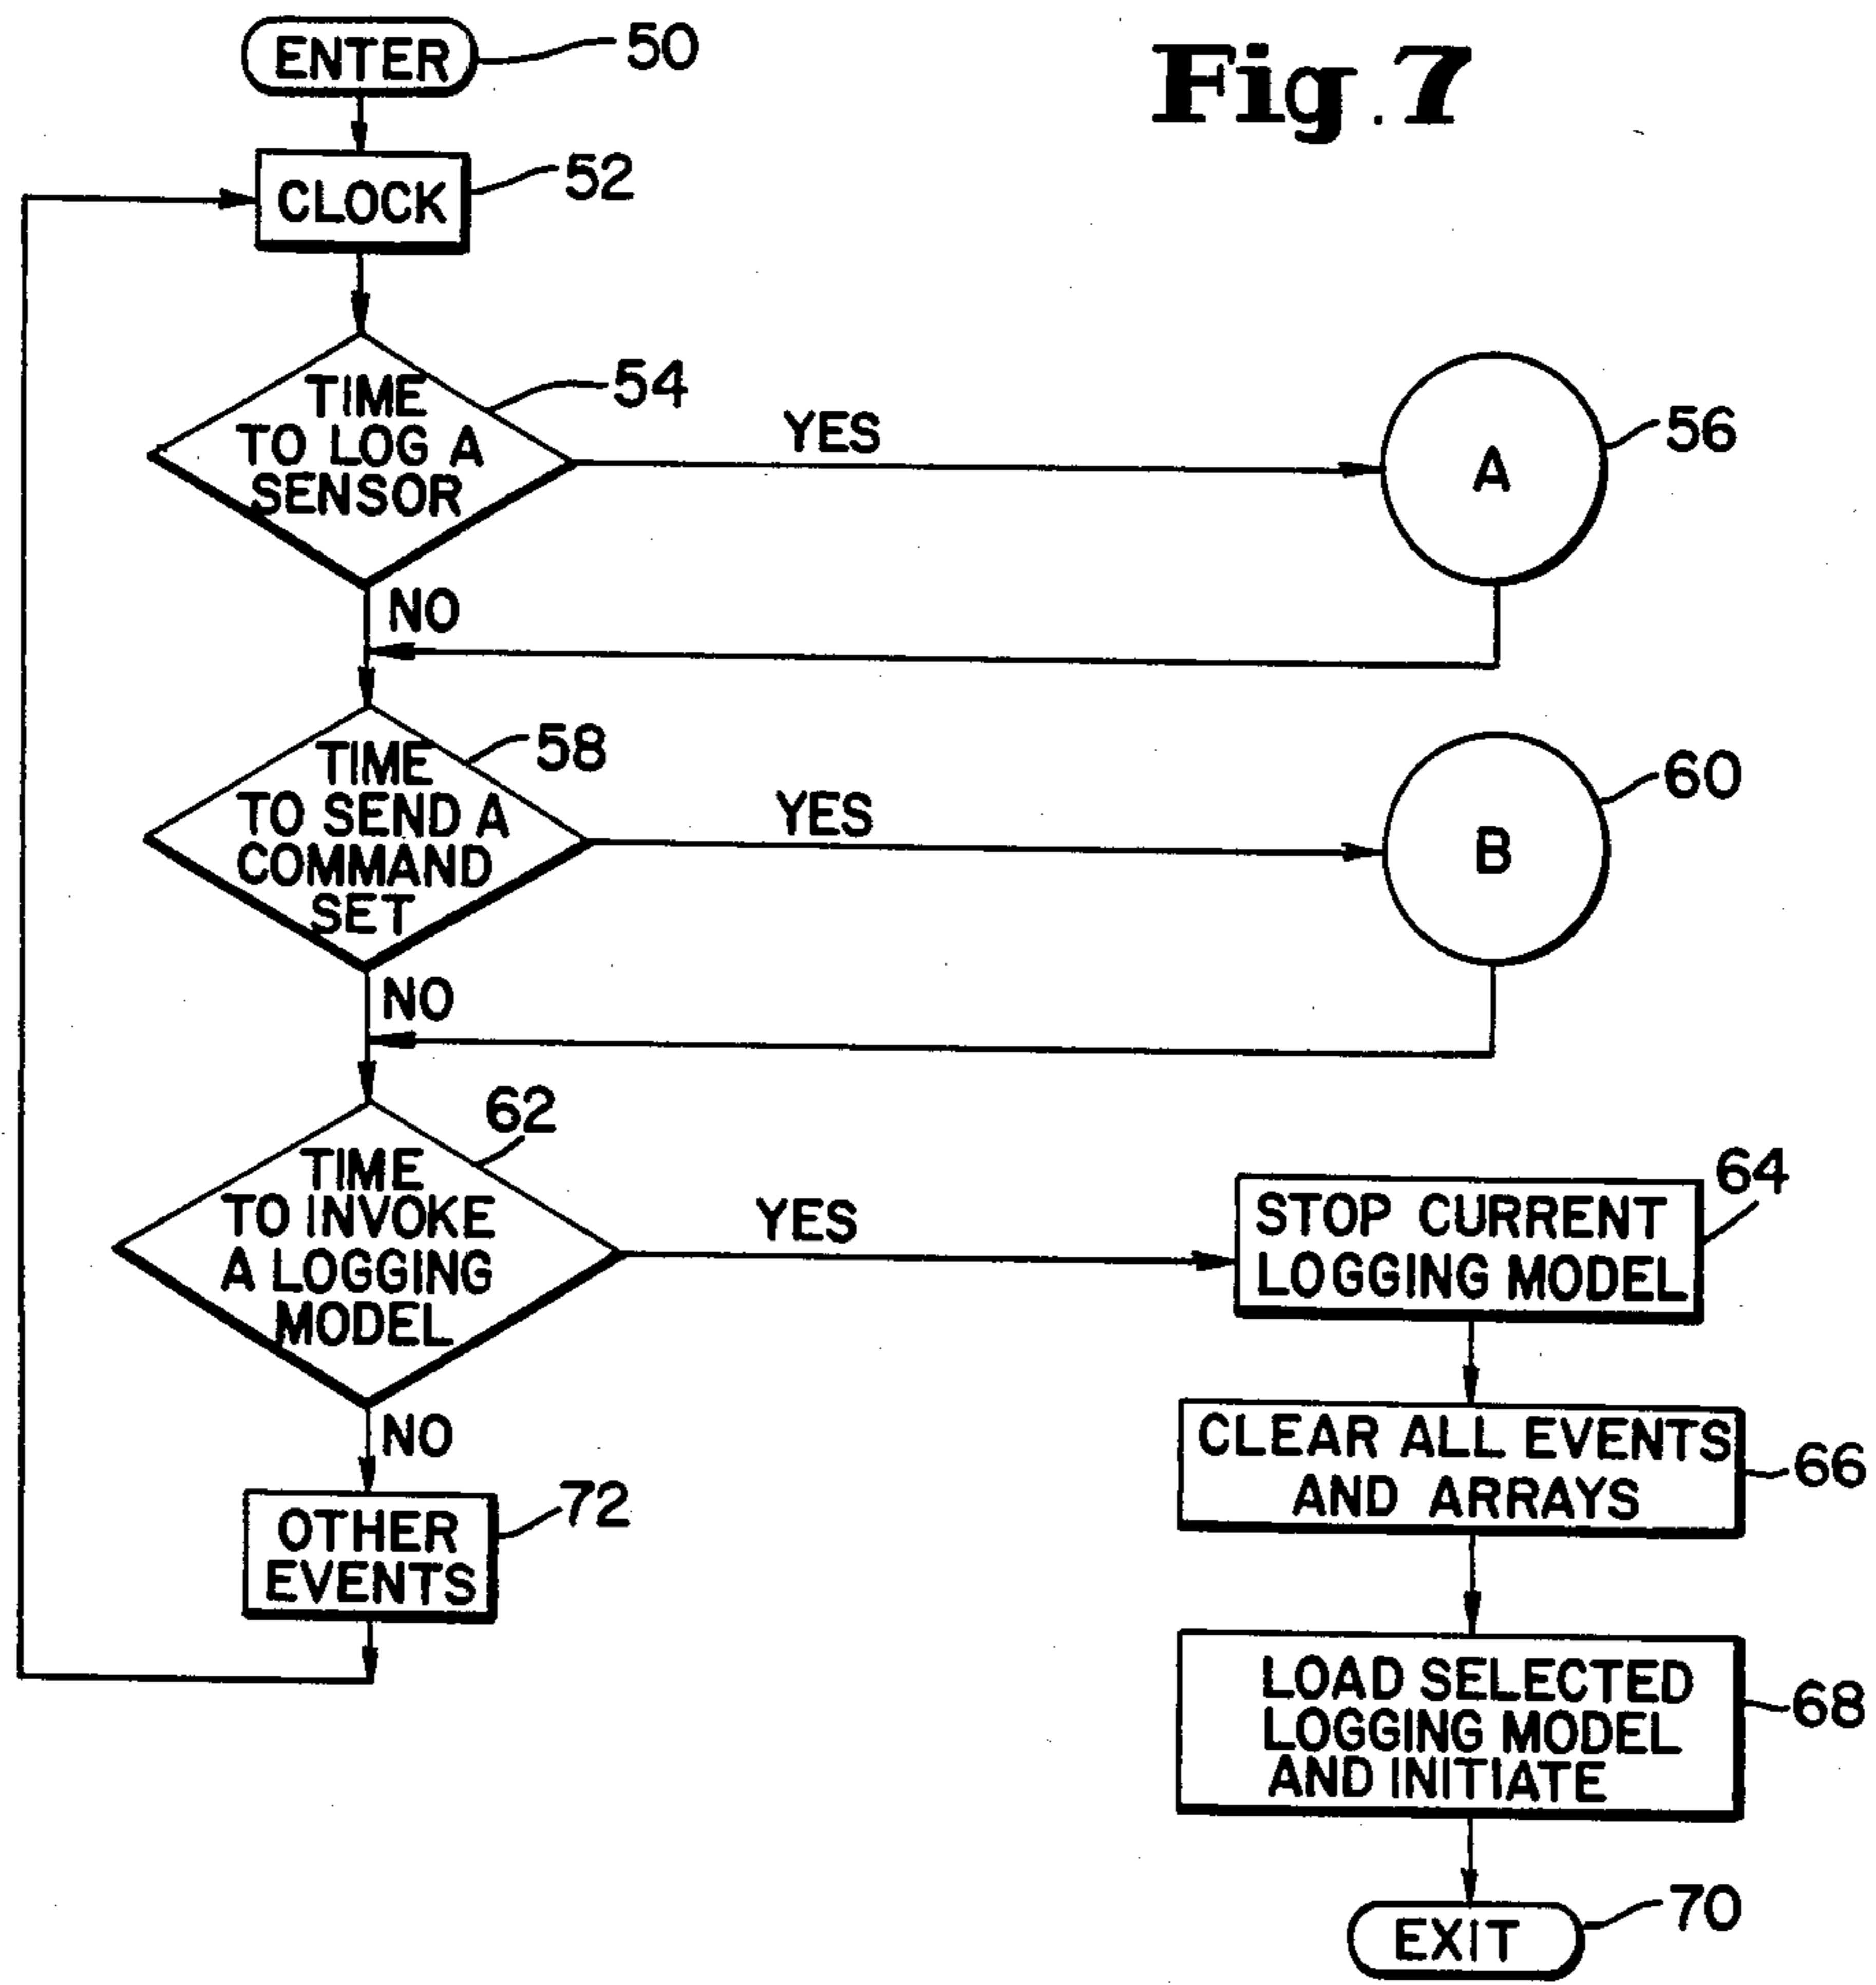 Fig. 7
ENTER
50
CLOCK
52
TIME
TO LOG A
SENSOR
54
YES
A
56
NO
TIME
TO SEND A
COMMAND
SET
58
YES
B
60
NO
TIME
TO INVOKE
A LOGGING
MODEL
62
YES
STOP CURRENT
LOGGING MODEL
64
CLEAR ALL EVENTS
AND ARRAYS
66
LOAD SELECTED
LOGGING MODEL
AND INITIATE
68
EXIT
70
NO
OTHER
EVENTS
72